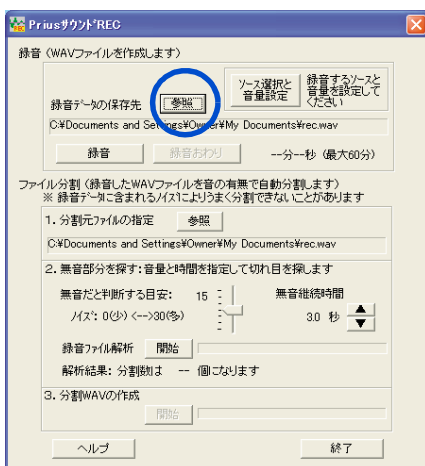 PriusサウンドREC
録音（WAVファイルを作成します）
録音データの保存先
参照
ソース選択と
音量設定
録音するソースと
音量を設定して
ください
C:¥Documents and Settings¥Owner¥My Documents¥rec.wav
録音
録音おわり
--分--秒（最大60分）
ファイル分割（録音したWAVファイルを音の有無で自動分割します）
※ 録音データに含まれるノイズによりうまく分割できないことがあります
1. 分割元ファイルの指定
参照
C:¥Documents and Settings¥Owner¥My Documents¥rec.wav
2. 無音部分を探す：音量と時間を指定して切れ目を探します
無音だと判断する目安： 15
無音継続時間
ノイズ：0(少) <-->30(多)
3.0 秒
録音ファイル解析
開始
解析結果：分割数は -- 個になります
3. 分割WAVの作成
開始
ヘルプ
終了